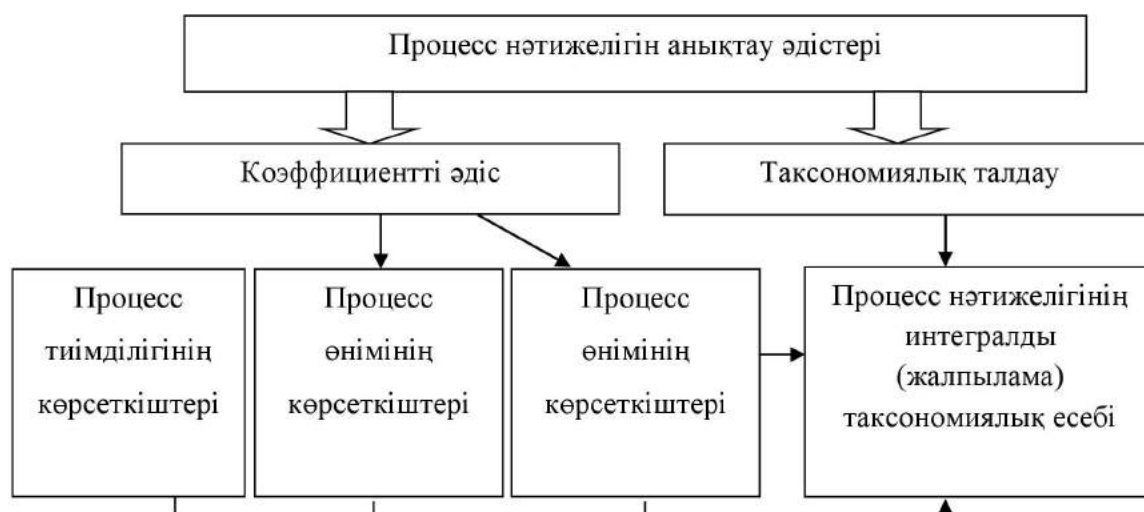 Процесс нәтижелігін анықтау әдістері
Коэффициентті әдіс
Таксономиялық талдау
Процесс
тиімділігінің
көрсеткіштері
Процесс
өнімінің
көрсеткіштері
Процесс
өнімінің
көрсеткіштері
Процесс нәтижелігінің
интегралды
(жалпылама)
таксономиялық есебі